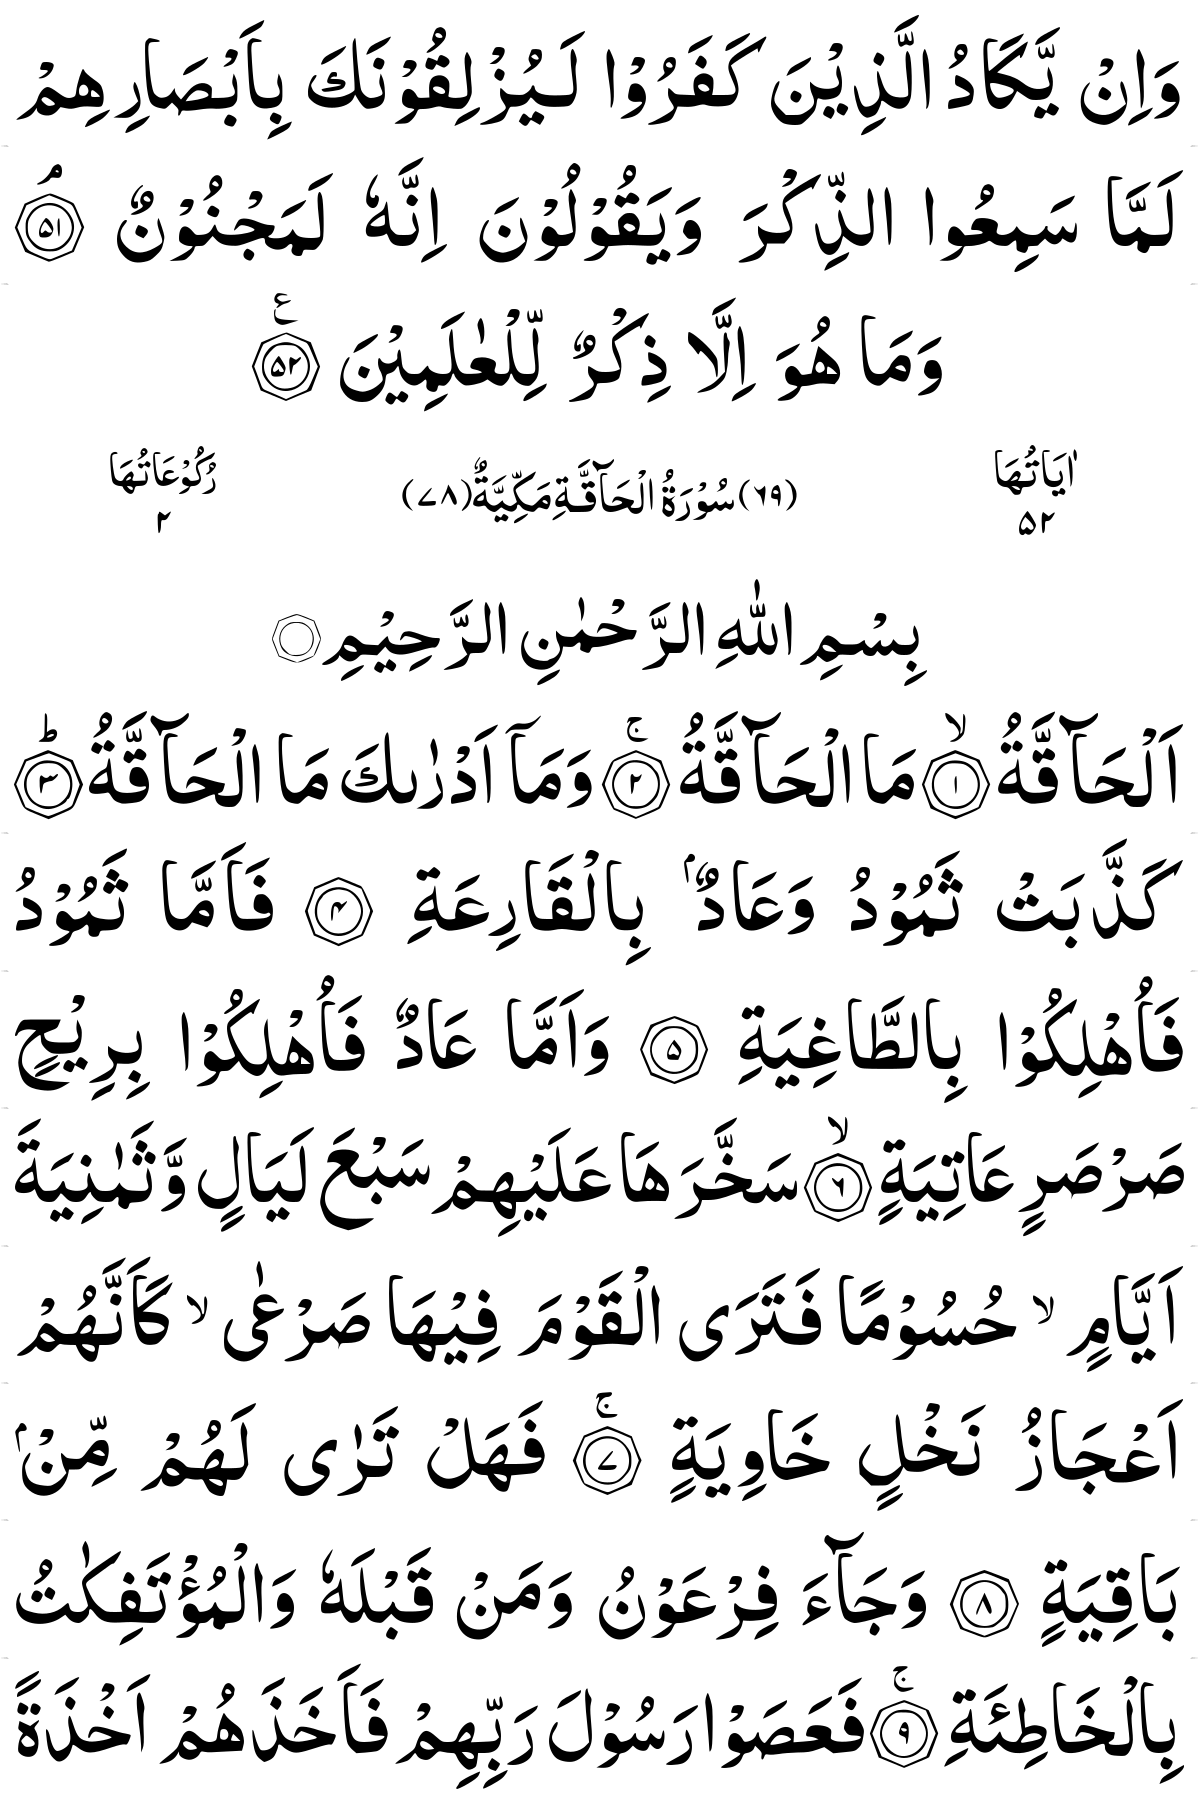 وَاِنْ يَّكَادُ الَّذِيْنَ كَفَرُوْا لَيُزْلِقُوْنَكَ بِاَبْصَارِهِمْ
لَمَّا سَمِعُوا الذِّكْرَ وَيَقُوْلُوْنَ اِنَّهٗ لَمَجْنُوْنٌ ۘ ۝۵۱
وَمَا هُوَ اِلَّا ذِكْرٌ لِّلْعٰلَمِيْنَ ۝۵۲ ع
اٰيَاتُهَا ۵۲ (۶۹) سُوْرَةُ الْحَآقَّةِ مَكِّيَّةٌ (۷۸) رُكُوْعَاتُهَا ۲
بِسْمِ اللّٰهِ الرَّحْمٰنِ الرَّحِيْمِ ۝
اَلْحَآقَّةُ ۙ ۝۱ مَا الْحَآقَّةُ ۚ ۝۲ وَمَآ اَدْرٰىكَ مَا الْحَآقَّةُ ؕ ۝۳
كَذَّبَتْ ثَمُوْدُ وَعَادٌۢ بِالْقَارِعَةِ ۝۴ فَاَمَّا ثَمُوْدُ
فَاُهْلِكُوْا بِالطَّاغِيَةِ ۝۵ وَاَمَّا عَادٌ فَاُهْلِكُوْا بِرِيْحٍ
صَرْصَرٍ عَاتِيَةٍ ۙ ۝۶ سَخَّرَهَا عَلَيْهِمْ سَبْعَ لَيَالٍ وَّثَمٰنِيَةَ
اَيَّامٍ ۙ حُسُوْمًا فَتَرَى الْقَوْمَ فِيْهَا صَرْعٰى ۙ كَاَنَّهُمْ
اَعْجَازُ نَخْلٍ خَاوِيَةٍ ۚ ۝۷ فَهَلْ تَرٰى لَهُمْ مِّنْۢ
بَاقِيَةٍ ۝۸ وَجَآءَ فِرْعَوْنُ وَمَنْ قَبْلَهٗ وَالْمُؤْتَفِكٰتُ
بِالْخَاطِئَةِ ۚ ۝۹ فَعَصَوْا رَسُوْلَ رَبِّهِمْ فَاَخَذَهُمْ اَخْذَةً